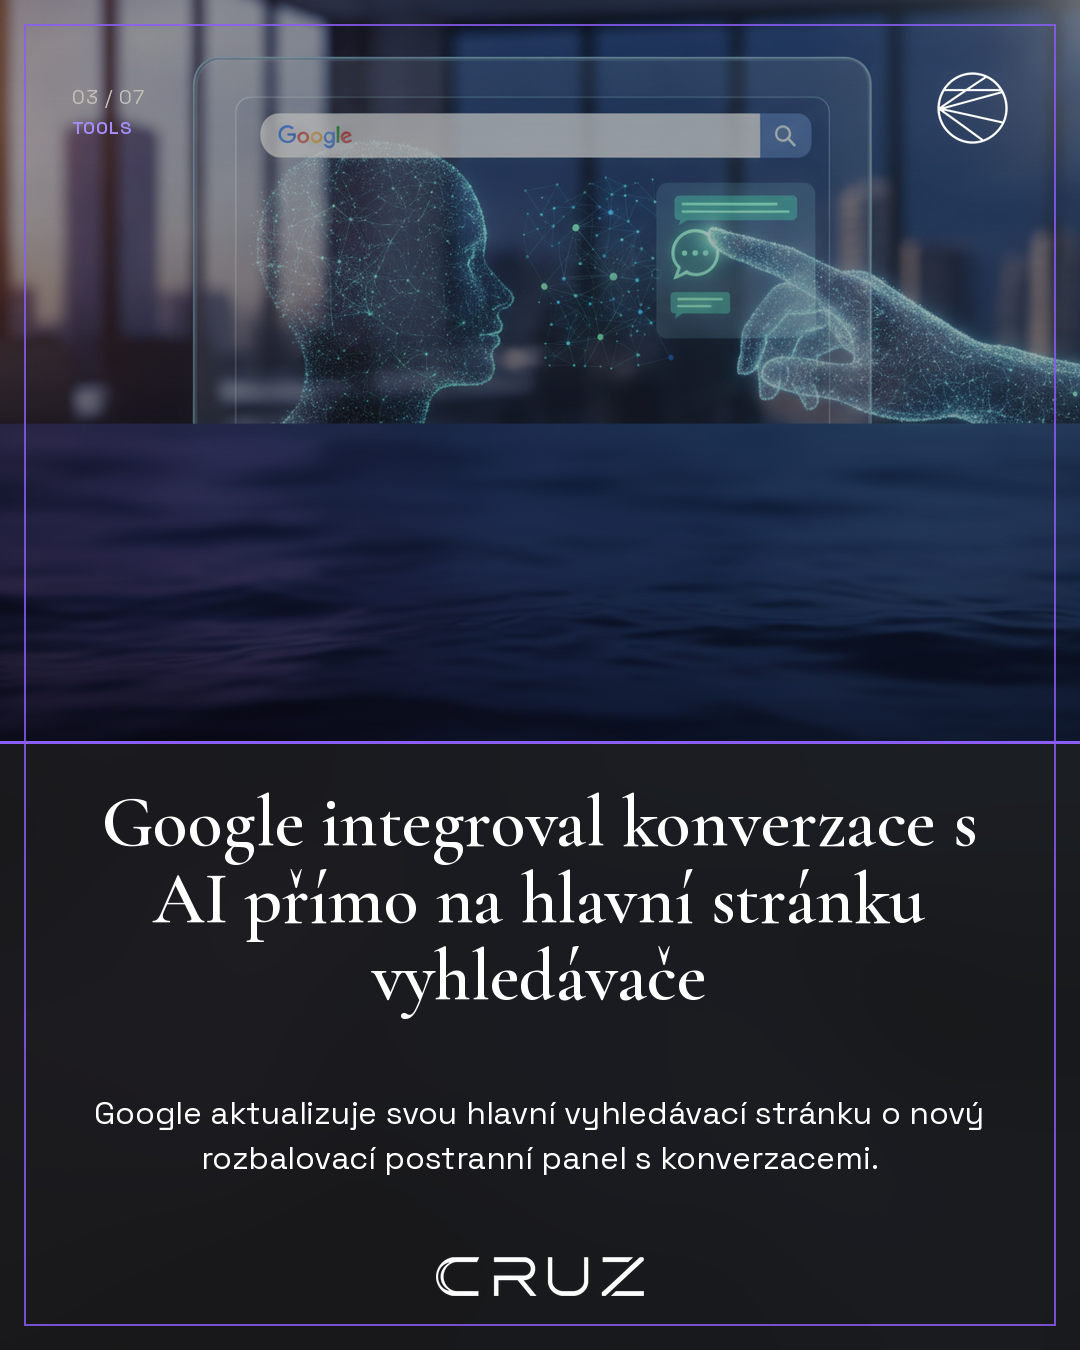 03 / 07
TOOLS
Google
Google integroval konverzace s
AI přímo na hlavní stránku
vyhledávače
Google aktualizuje svou hlavní vyhledávací stránku o nový
rozbalovací postranní panel s konverzacemi.
CRUZ